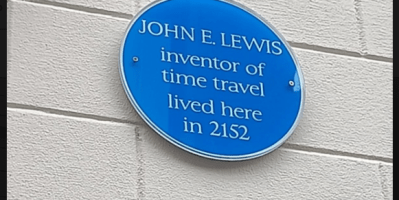 JOHN E. LEWIS
inventor of
time travel
lived here
in 2152